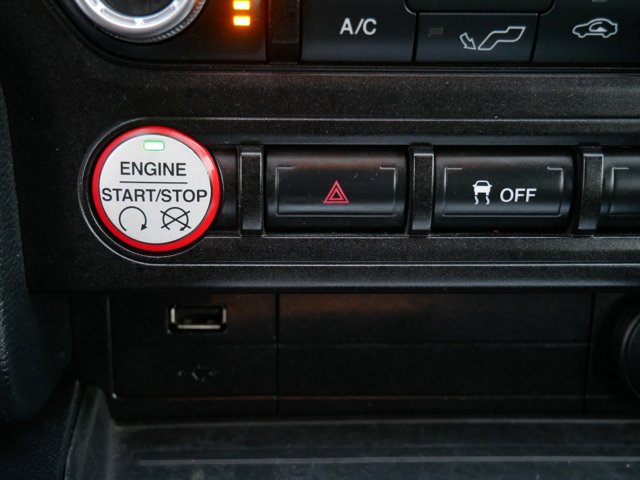 A/C
ENGINE
START/STOP
OFF